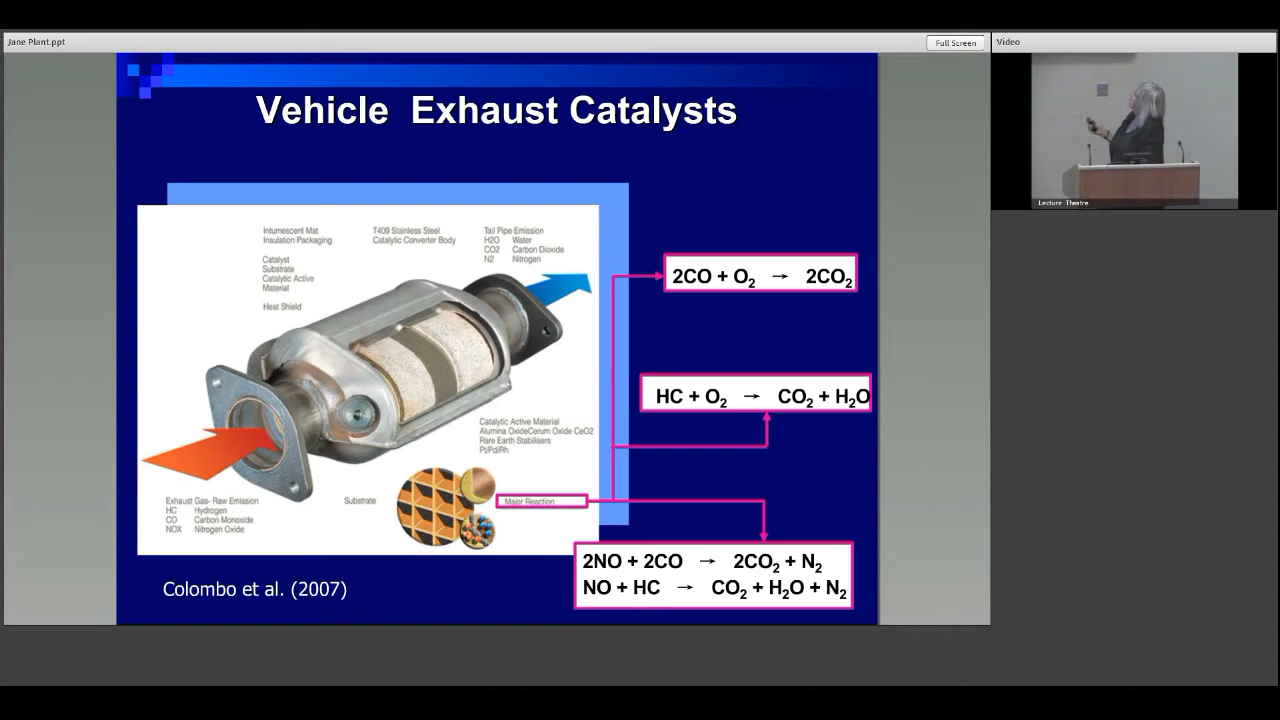 Jane Plant.ppt
Full Screen
Video
Vehicle Exhaust Catalysts
Intumescent Mat
Insulation Packaging
T409 Stainless Steel
Catalytic Converter Body
Tail Pipe Emission
H2O Water
CO2 Carbon Dioxide
N2 Nitrogen
Catalyst
Substrate
Catalytic Active
Material
Heat Shield
2CO + O₂ → 2CO₂
HC + O₂ → CO₂ + H₂O
Catalytic Active Material
Alumina OxideCerum Oxide CeO2
Rare Earth Stabilisers
Pt/Pd/Rh
Exhaust Gas- Raw Emission
HC Hydrogen
CO Carbon Monoxide
NOX Nitrogen Oxide
Substrate
Major Reaction
2NO + 2CO → 2CO₂ + N₂
NO + HC → CO₂ + H₂O + N₂
Colombo et al. (2007)
Lecture Theatre